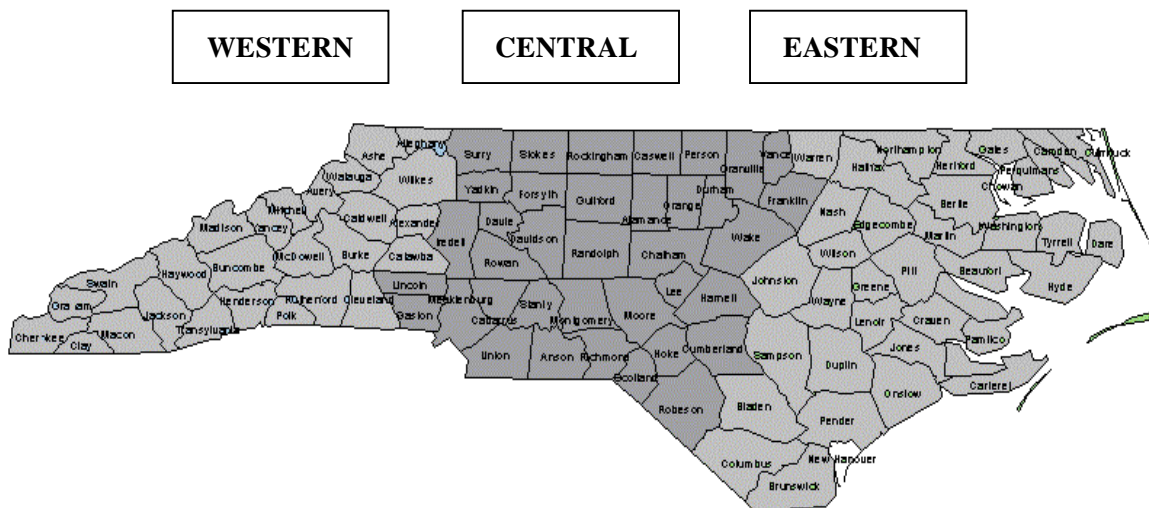 WESTERN CENTRAL EASTERN
Ashe Alleghany Surry Stokes Rockingham Caswell Person Granville Vance Warren Northampton Gates Camden Currituck
Halifax Hertford Perquimans
Watauga Wilkes Yadkin Forsyth Guilford Orange Durham Franklin Chowan
Avery Mitchell Caldwell Alexander Davie Alamance Nash Edgecombe Bertie
Madison Yancey Iredell Davidson Wake Martin Washington Tyrrell Dare
Haywood Buncombe McDowell Burke Catawba Rowan Randolph Chatham Wilson Pitt Beaufort Hyde
Swain Lincoln Lee Johnston Greene
Graham Jackson Henderson Rutherford Cleveland Mecklenburg Stanly Moore Harnett Wayne
Cherokee Clay Macon Transylvania Polk Gaston Cabarrus Montgomery Lenoir Craven Pamlico
Union Anson Richmond Hoke Cumberland Sampson Duplin Jones
Scotland Onslow Carteret
Robeson Bladen Pender
Columbus New Hanover
Brunswick